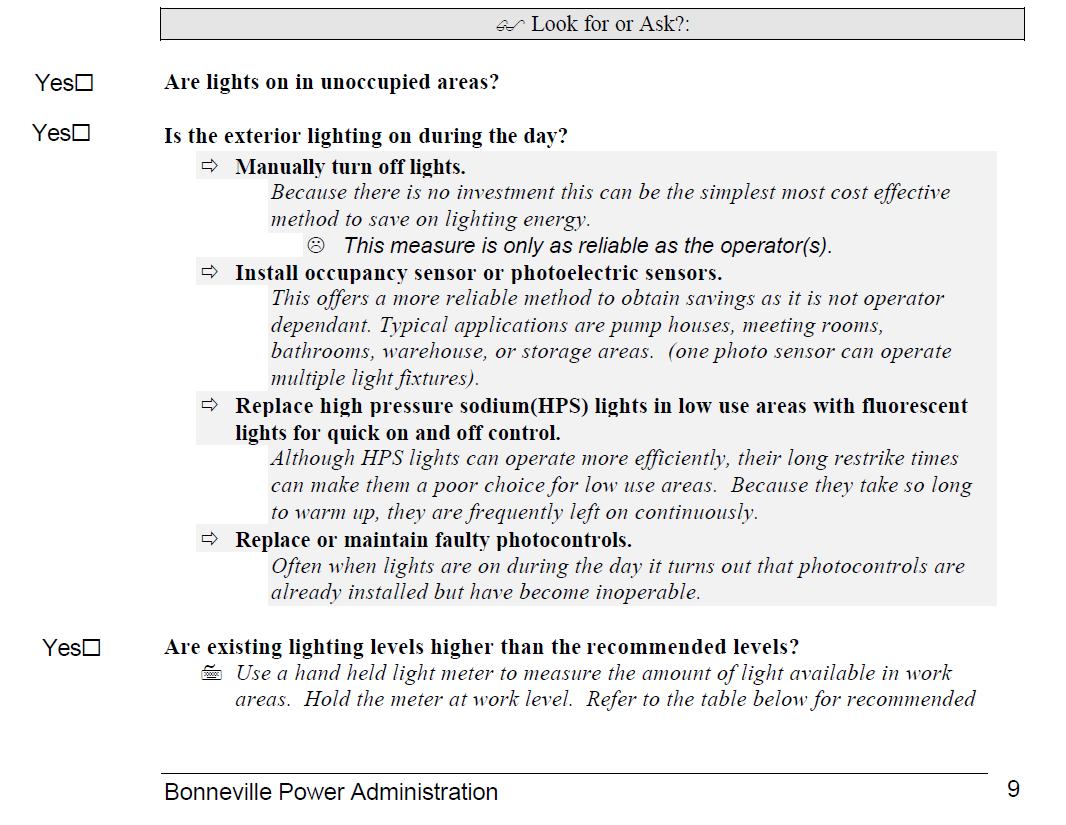 Look for or Ask?:
Yes□ Are lights on in unoccupied areas?
Yes□ Is the exterior lighting on during the day?
⇨ Manually turn off lights.
Because there is no investment this can be the simplest most cost effective
method to save on lighting energy.
☹ This measure is only as reliable as the operator(s).
⇨ Install occupancy sensor or photoelectric sensors.
This offers a more reliable method to obtain savings as it is not operator
dependant. Typical applications are pump houses, meeting rooms,
bathrooms, warehouse, or storage areas.  (one photo sensor can operate
multiple light fixtures).
⇨ Replace high pressure sodium(HPS) lights in low use areas with fluorescent
lights for quick on and off control.
Although HPS lights can operate more efficiently, their long restrike times
can make them a poor choice for low use areas.  Because they take so long
to warm up, they are frequently left on continuously.
⇨ Replace or maintain faulty photocontrols.
Often when lights are on during the day it turns out that photocontrols are
already installed but have become inoperable.
Yes□ Are existing lighting levels higher than the recommended levels?
Use a hand held light meter to measure the amount of light available in work
areas.  Hold the meter at work level.  Refer to the table below for recommended
Bonneville Power Administration 9